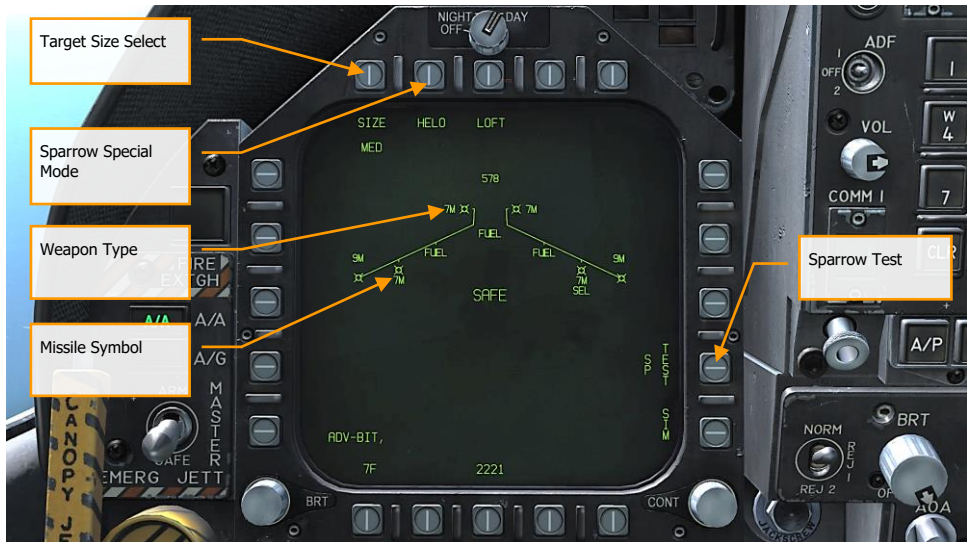 Target Size Select
Sparrow Special
Mode
Weapon Type
Missile Symbol
Sparrow Test
NIGHT DAY
OFF
SIZE HELO LOFT
MED
578
7M 7M
FUEL
9M FUEL FUEL 9M
7M 7M
SEL
SAFE
SP TEST
STM
ADV-BIT,
7F 2221
BRT CONT
FIRE
EXTGH
A/A A/A
A/G
ARM
MASTER
SAFE
EMERG JETT
CANOPY
ADF
1
OFF
2
VOL
COMM 1
1
W
4
7
CLR
A/P
BRT
NORM
REJ 1
REJ 2
AOA
JACKSCREW